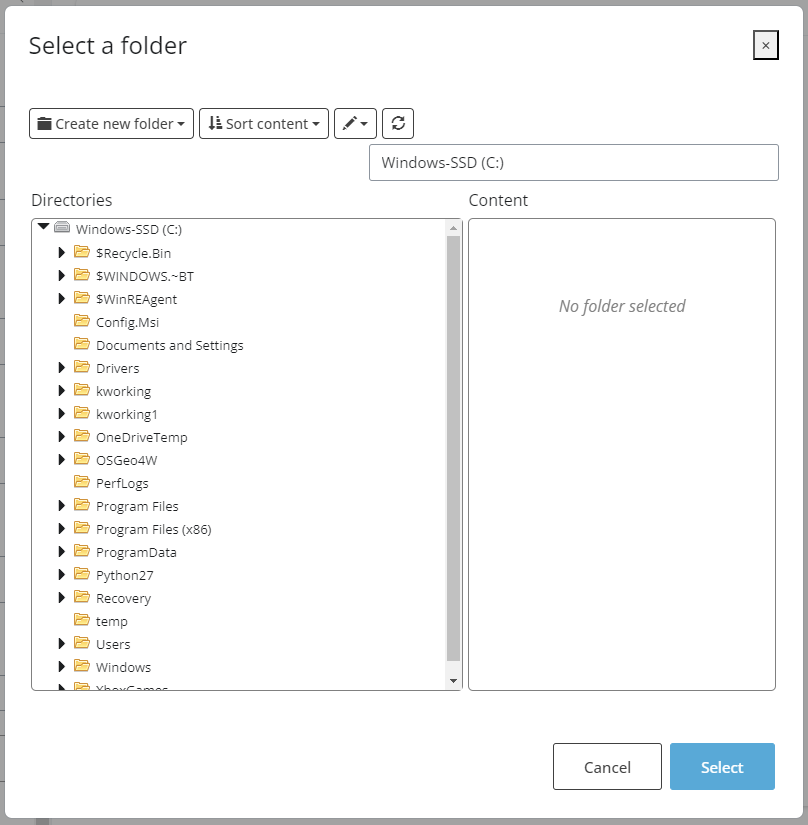 Select a folder
×
Create new folder
Sort content
Windows-SSD (C:)
Directories
Content
Windows-SSD (C:)
$Recycle.Bin
$WINDOWS.~BT
$WinREAgent
Config.Msi
Documents and Settings
Drivers
kworking
kworking1
OneDriveTemp
OSGeo4W
PerfLogs
Program Files
Program Files (x86)
ProgramData
Python27
Recovery
temp
Users
Windows
XboxGames
No folder selected
Cancel
Select